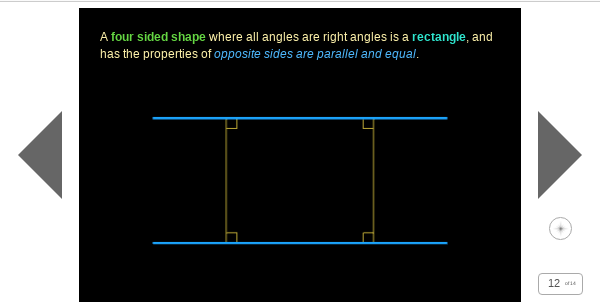 A four sided shape where all angles are right angles is a rectangle, and
has the properties of opposite sides are parallel and equal.
12 of 14